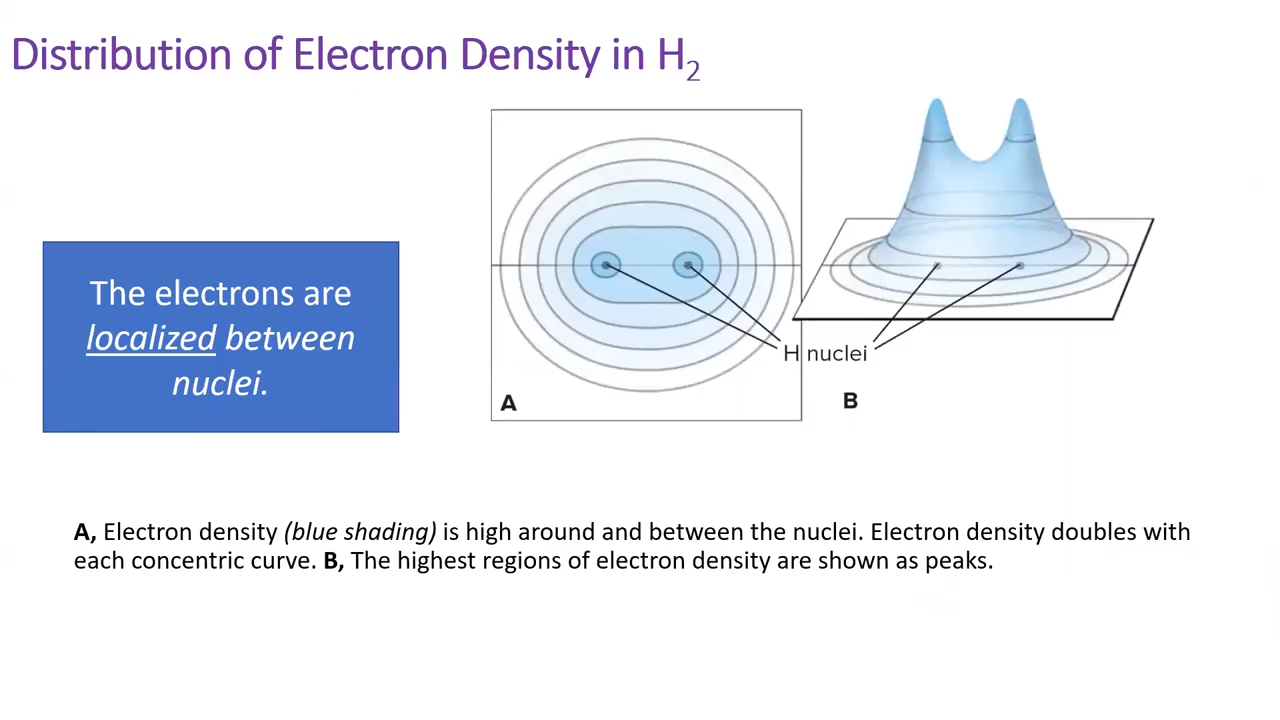 Distribution of Electron Density in H₂
The electrons are
localized between
nuclei.
H nuclei
A
B
A, Electron density (blue shading) is high around and between the nuclei. Electron density doubles with
each concentric curve. B, The highest regions of electron density are shown as peaks.